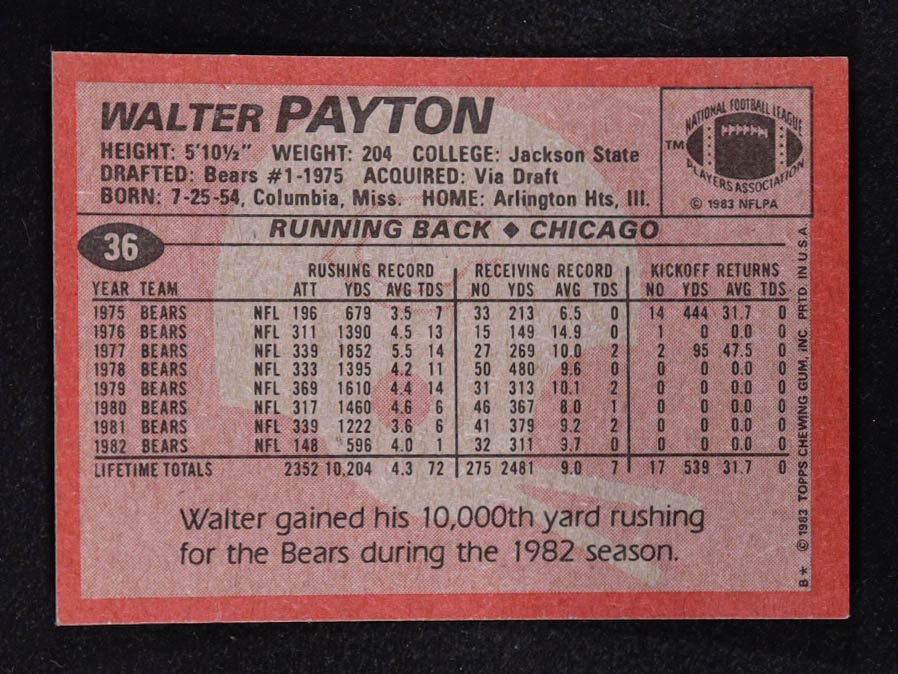 WALTER PAYTON
HEIGHT: 5'10½" WEIGHT: 204 COLLEGE: Jackson State
DRAFTED: Bears #1-1975 ACQUIRED: Via Draft
BORN: 7-25-54, Columbia, Miss. HOME: Arlington Hts, Ill.
NATIONAL FOOTBALL LEAGUE
TM
PLAYERS ASSOCIATION
© 1983 NFLPA
36
RUNNING BACK ◆ CHICAGO
RUSHING RECORD RECEIVING RECORD KICKOFF RETURNS
YEAR TEAM ATT YDS AVG TDS NO YDS AVG TDS NO YDS AVG TDS
1975 BEARS NFL 196 679 3.5 7 33 213 6.5 0 14 444 31.7 0
1976 BEARS NFL 311 1390 4.5 13 15 149 14.9 0 1 0 0.0 0
1977 BEARS NFL 339 1852 5.5 14 27 269 10.0 2 2 95 47.5 0
1978 BEARS NFL 333 1395 4.2 11 50 480 9.6 0 0 0 0.0 0
1979 BEARS NFL 369 1610 4.4 14 31 313 10.1 2 0 0 0.0 0
1980 BEARS NFL 317 1460 4.6 6 46 367 8.0 1 0 0 0.0 0
1981 BEARS NFL 339 1222 3.6 6 41 379 9.2 2 0 0 0.0 0
1982 BEARS NFL 148 596 4.0 1 32 311 9.7 0 0 0 0.0 0
LIFETIME TOTALS 2352 10,204 4.3 72 275 2481 9.0 7 17 539 31.7 0
Walter gained his 10,000th yard rushing
for the Bears during the 1982 season.
B* © 1983 TOPPS CHEWING GUM, INC. PRTD. IN U.S.A.